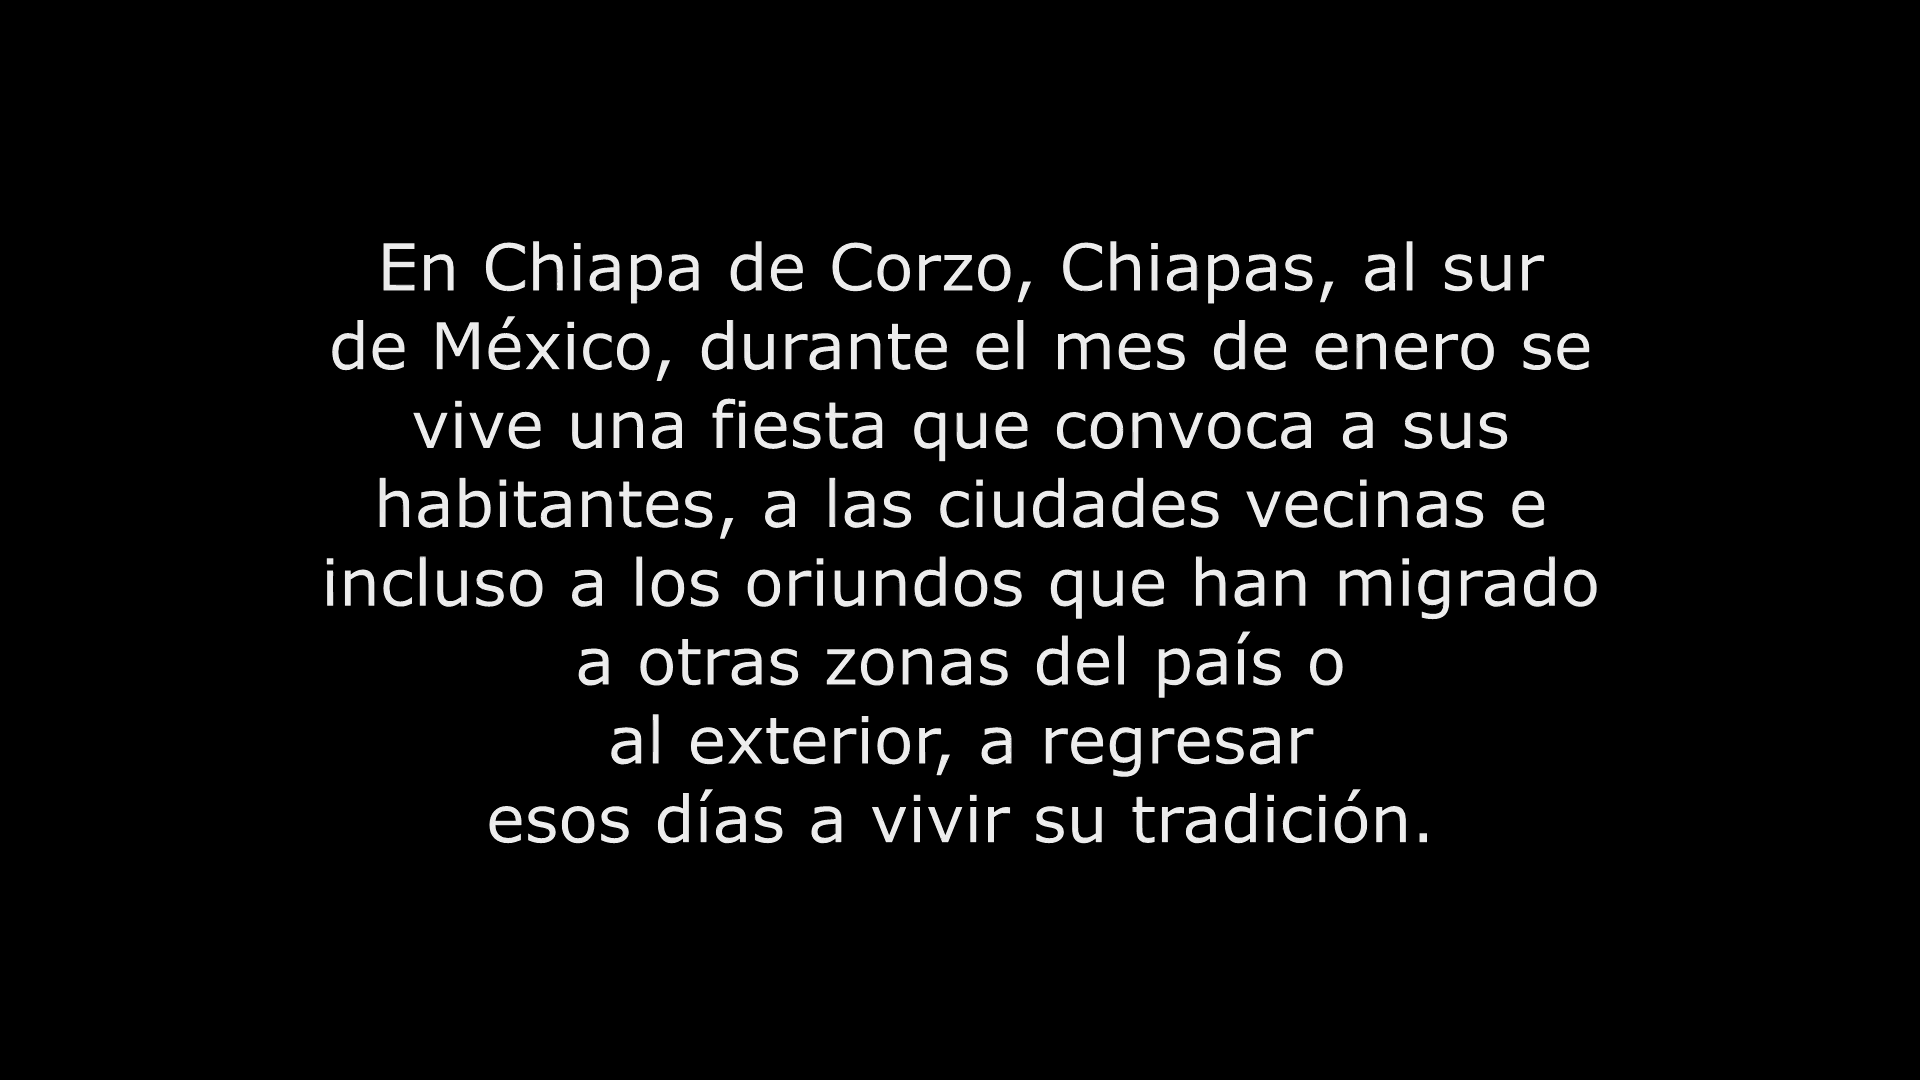 En Chiapa de Corzo, Chiapas, al sur
de México, durante el mes de enero se
vive una fiesta que convoca a sus
habitantes, a las ciudades vecinas e
incluso a los oriundos que han migrado
a otras zonas del país o
al exterior, a regresar
esos días a vivir su tradición.